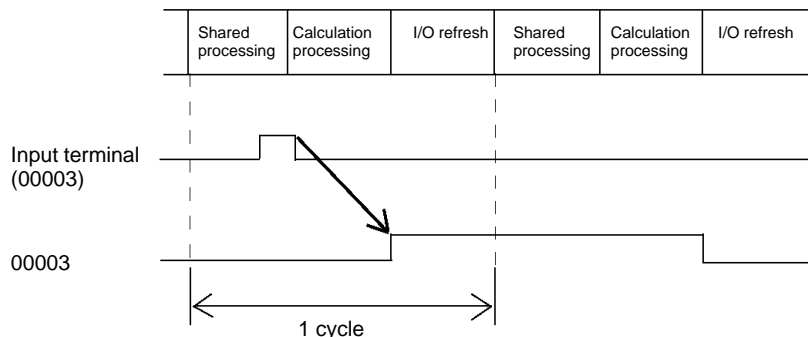 Shared processing
Calculation processing
I/O refresh
Shared processing
Calculation processing
I/O refresh
Input terminal
(00003)
00003
1 cycle